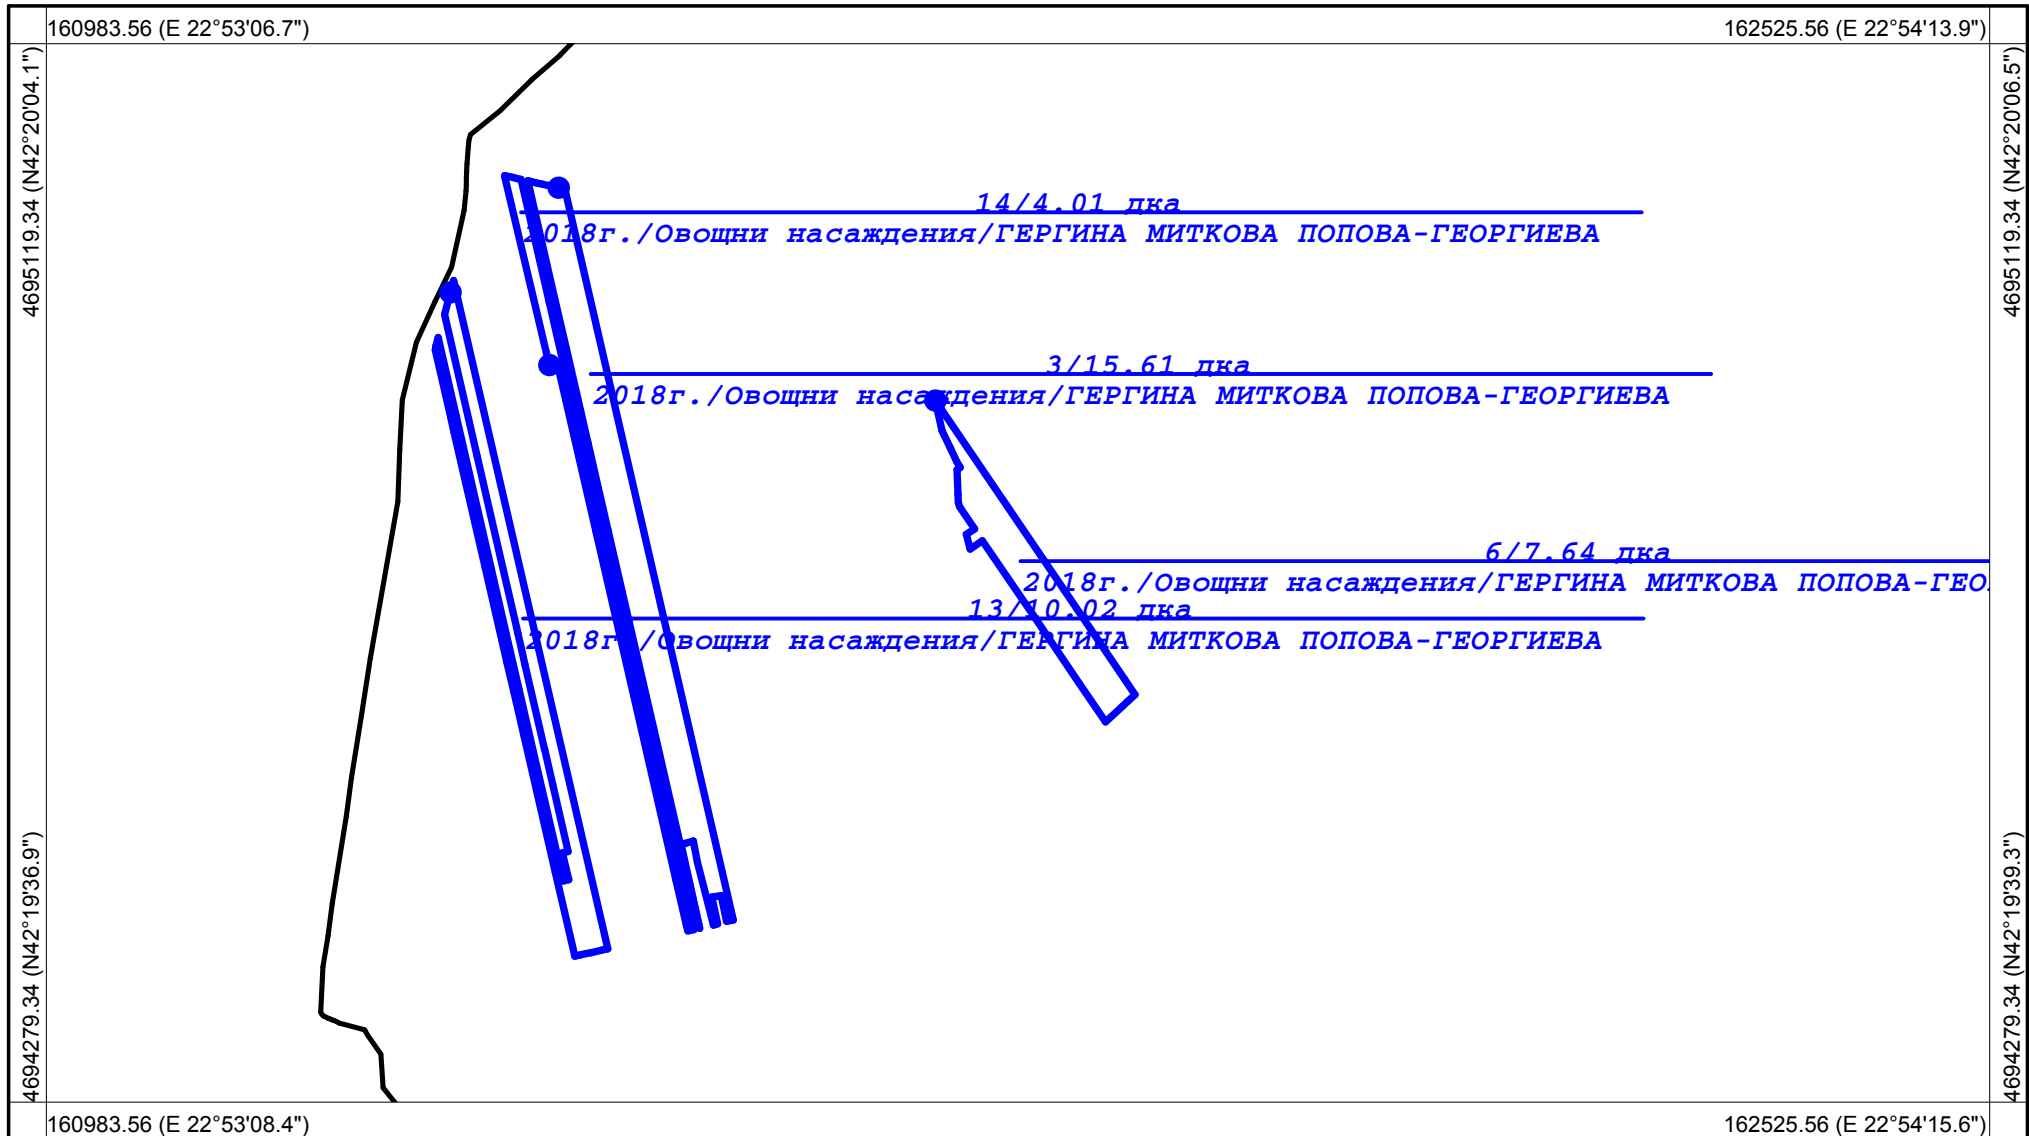 160983.56 (E 22°53'06.7")
162525.56 (E 22°54'13.9")
4695119.34 (N42°20'04.1")
4695119.34 (N42°20'06.5")
14/4.01 дка
2018г./Овощни насаждения/ГЕРГИНА МИТКОВА ПОПОВА-ГЕОРГИЕВА
3/15.61 дка
2018г./Овощни насаждения/ГЕРГИНА МИТКОВА ПОПОВА-ГЕОРГИЕВА
6/7.64 дка
2018г./Овощни насаждения/ГЕРГИНА МИТКОВА ПОПОВА-ГЕО
13/10.02 дка
2018г./Овощни насаждения/ГЕРГИНА МИТКОВА ПОПОВА-ГЕОРГИЕВА
4694279.34 (N42°19'36.9")
4694279.34 (N42°19'39.3")
160983.56 (E 22°53'08.4")
162525.56 (E 22°54'15.6")